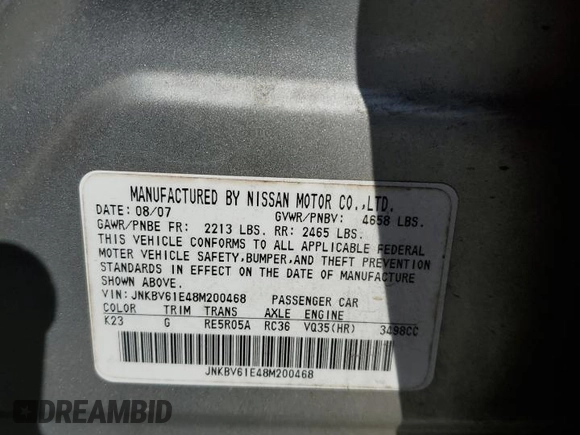 MANUFACTURED BY NISSAN MOTOR CO.,LTD.
DATE: 08/07 GVWR/PNBV: 4658 LBS.
GAWR/PNBE FR: 2213 LBS. RR: 2465 LBS.
THIS VEHICLE CONFORMS TO ALL APPLICABLE FEDERAL
MOTOR VEHICLE SAFETY,BUMPER,AND THEFT PREVENTION
STANDARDS IN EFFECT ON THE DATE OF MANUFACTURE
SHOWN ABOVE.
VIN: JNKBV61E48M200468 PASSENGER CAR
COLOR TRIM TRANS AXLE ENGINE
K23 G RE5R05A RC36 VQ35(HR) 3498CC
JNKBV61E48M200468
DREAMBID